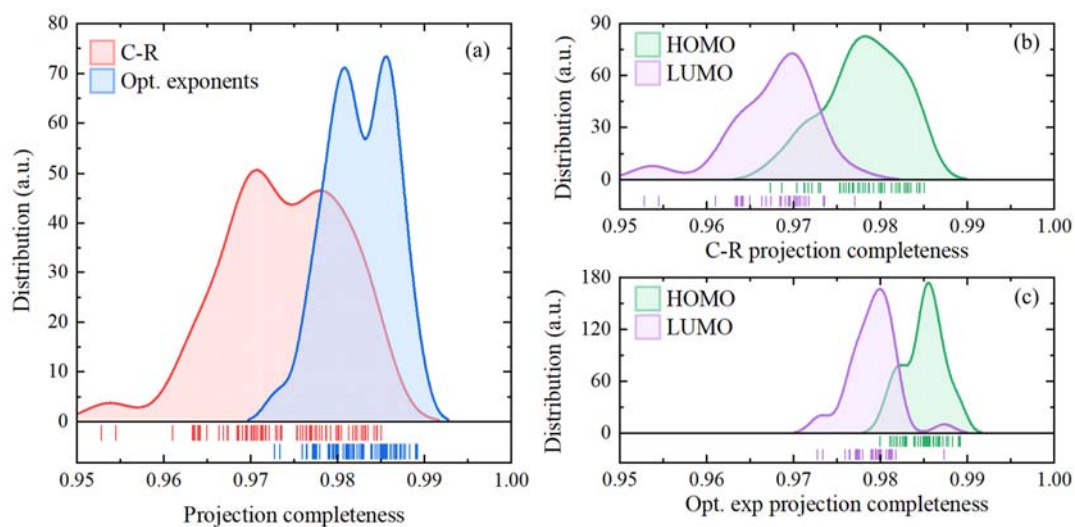 80
70
60
50
40
30
20
10
0
Distribution (a.u.)
C-R
Opt. exponents
(a)
0.95 0.96 0.97 0.98 0.99 1.00
Projection completeness
90
60
30
0
Distribution (a.u.)
HOMO
LUMO
(b)
0.95 0.96 0.97 0.98 0.99 1.00
C-R projection completeness
180
120
60
0
Distribution (a.u.)
HOMO
LUMO
(c)
0.95 0.96 0.97 0.98 0.99 1.00
Opt. exp projection completeness